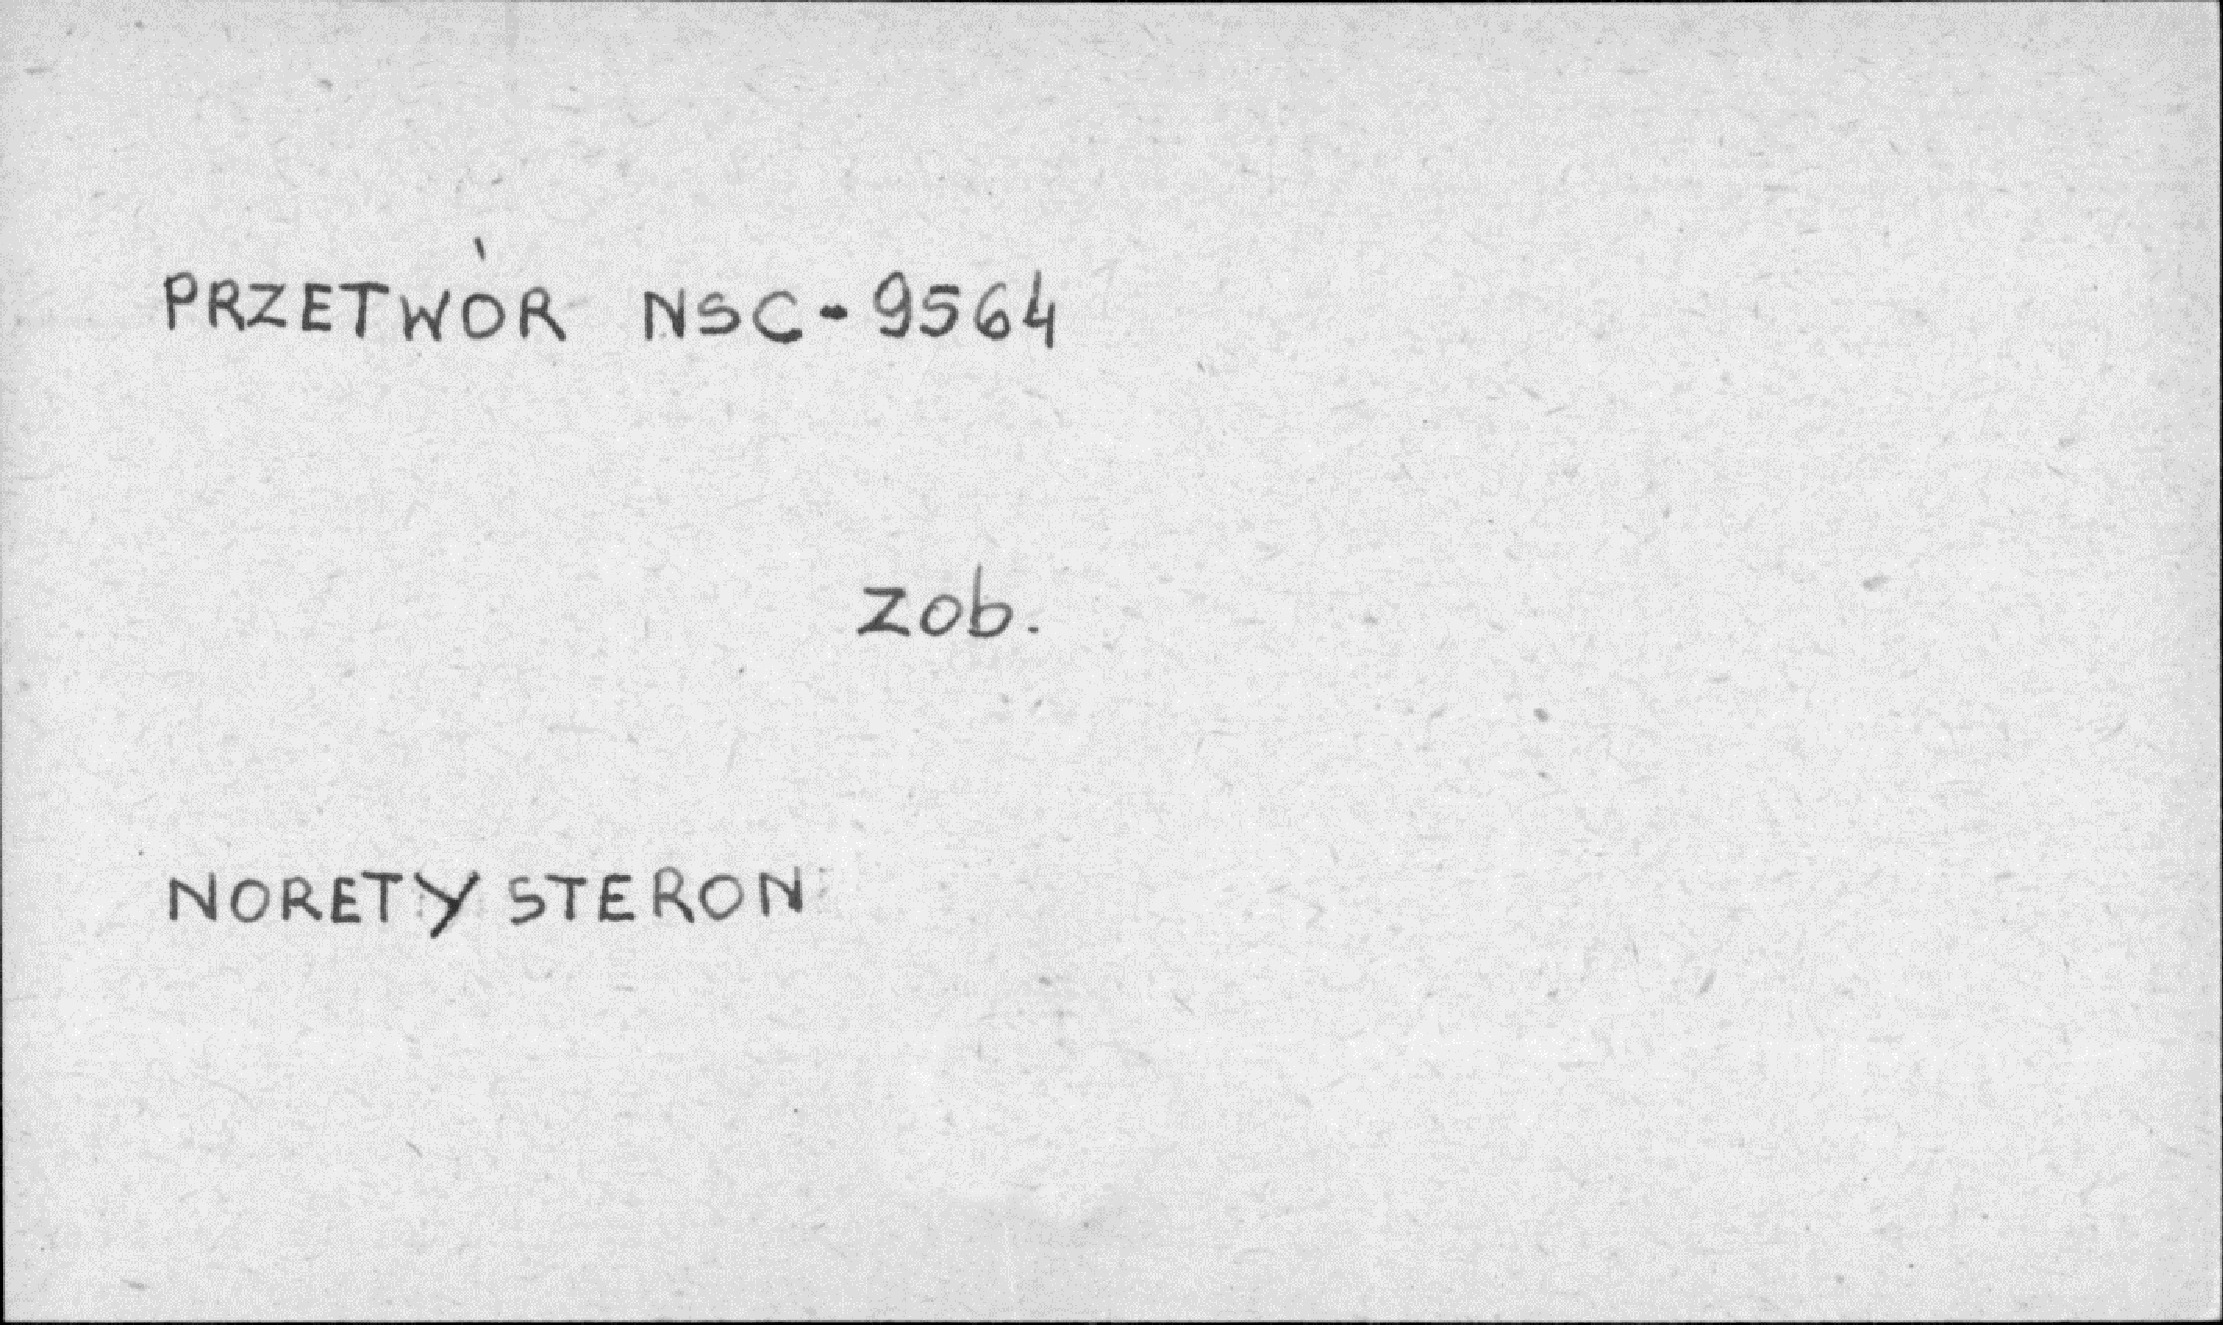 PRZETWÓR NSC-9564
zob.
NORETYSTERON